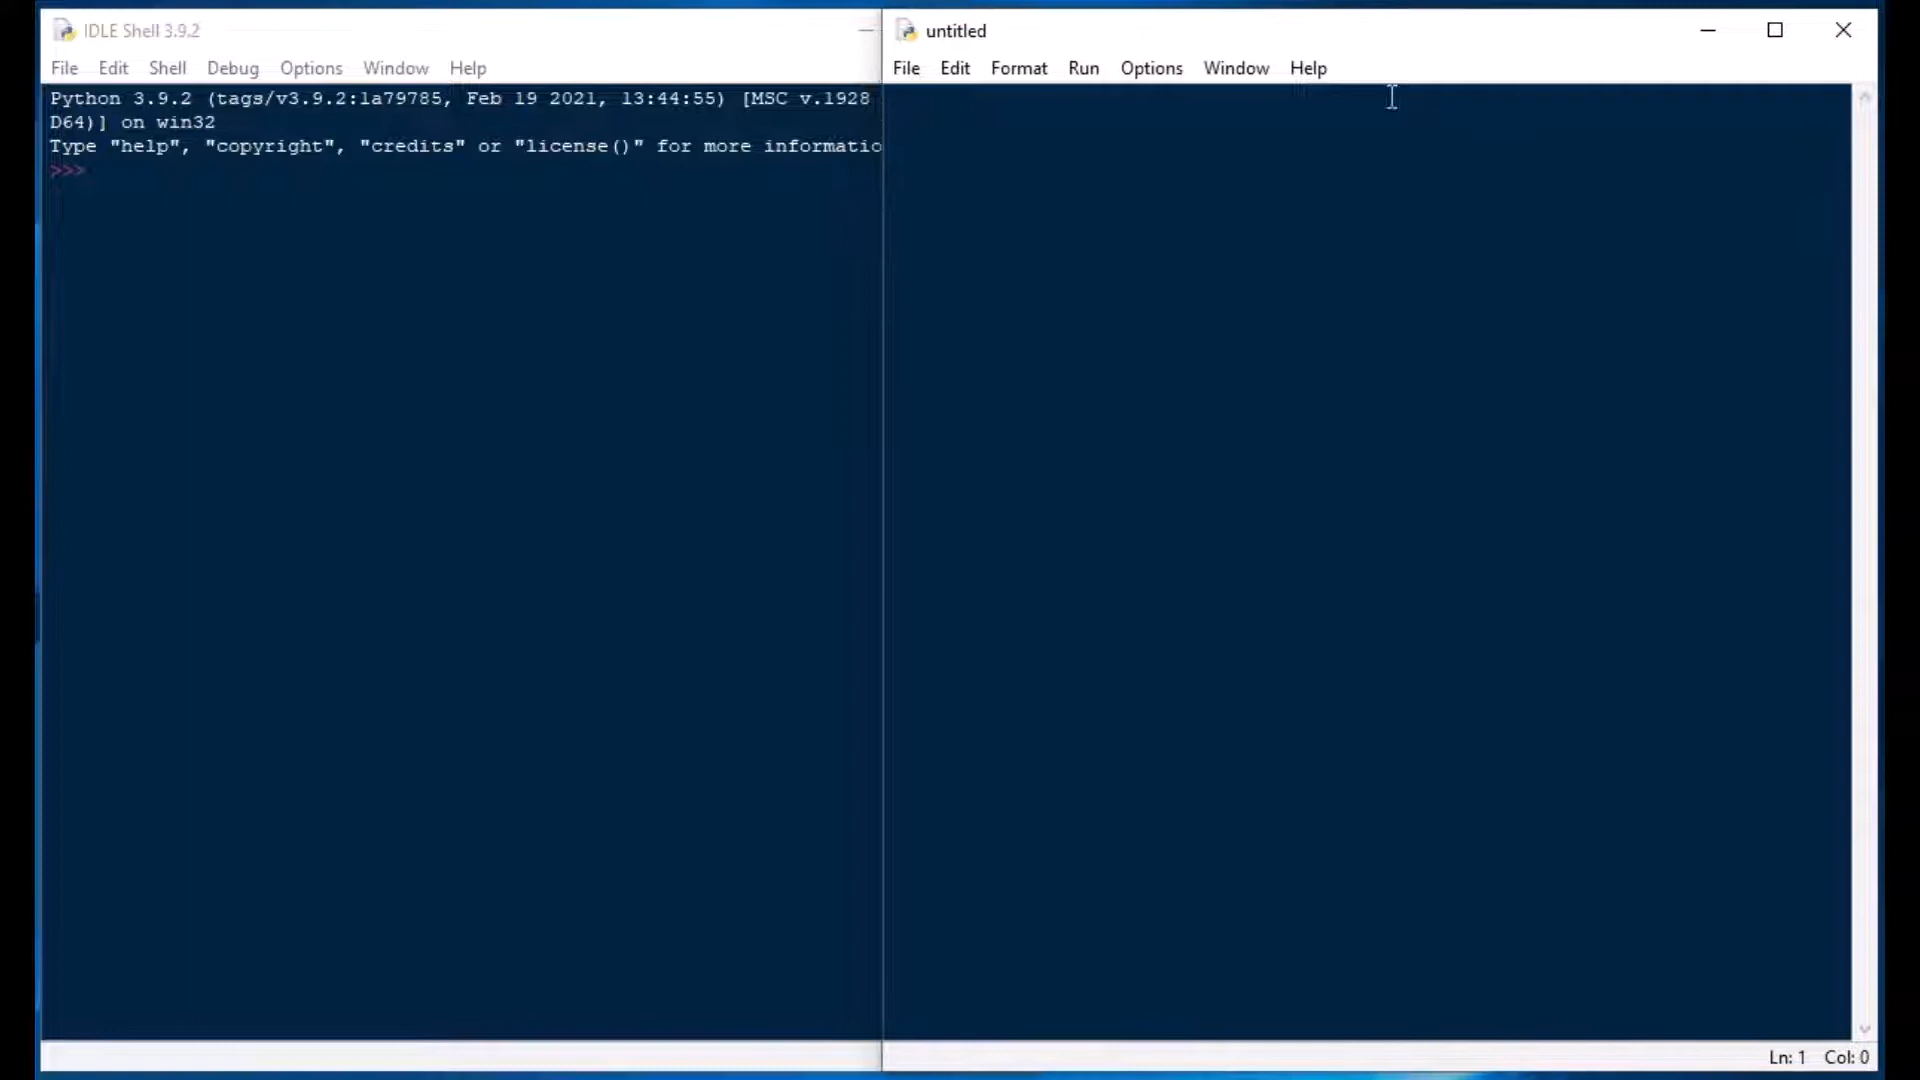 IDLE Shell 3.9.2
File Edit Shell Debug Options Window Help
Python 3.9.2 (tags/v3.9.2:1a79785, Feb 19 2021, 13:44:55) [MSC v.1928
D64)] on win32
Type "help", "copyright", "credits" or "license()" for more informatio
>>>
untitled
File Edit Format Run Options Window Help
Ln: 1 Col: 0